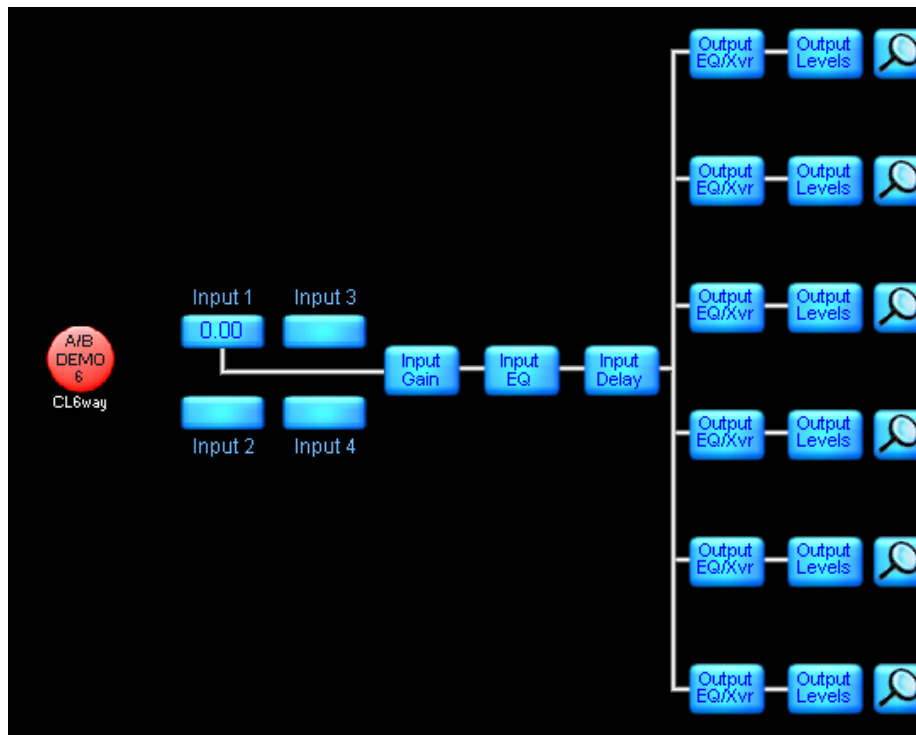 Output
EQ/Xvr
Output
Levels
Output
EQ/Xvr
Output
Levels
Input 1
Input 3
Output
EQ/Xvr
Output
Levels
0.00
A/B
DEMO
6
CL6way
Input
Gain
Input
EQ
Input
Delay
Input 2
Input 4
Output
EQ/Xvr
Output
Levels
Output
EQ/Xvr
Output
Levels
Output
EQ/Xvr
Output
Levels